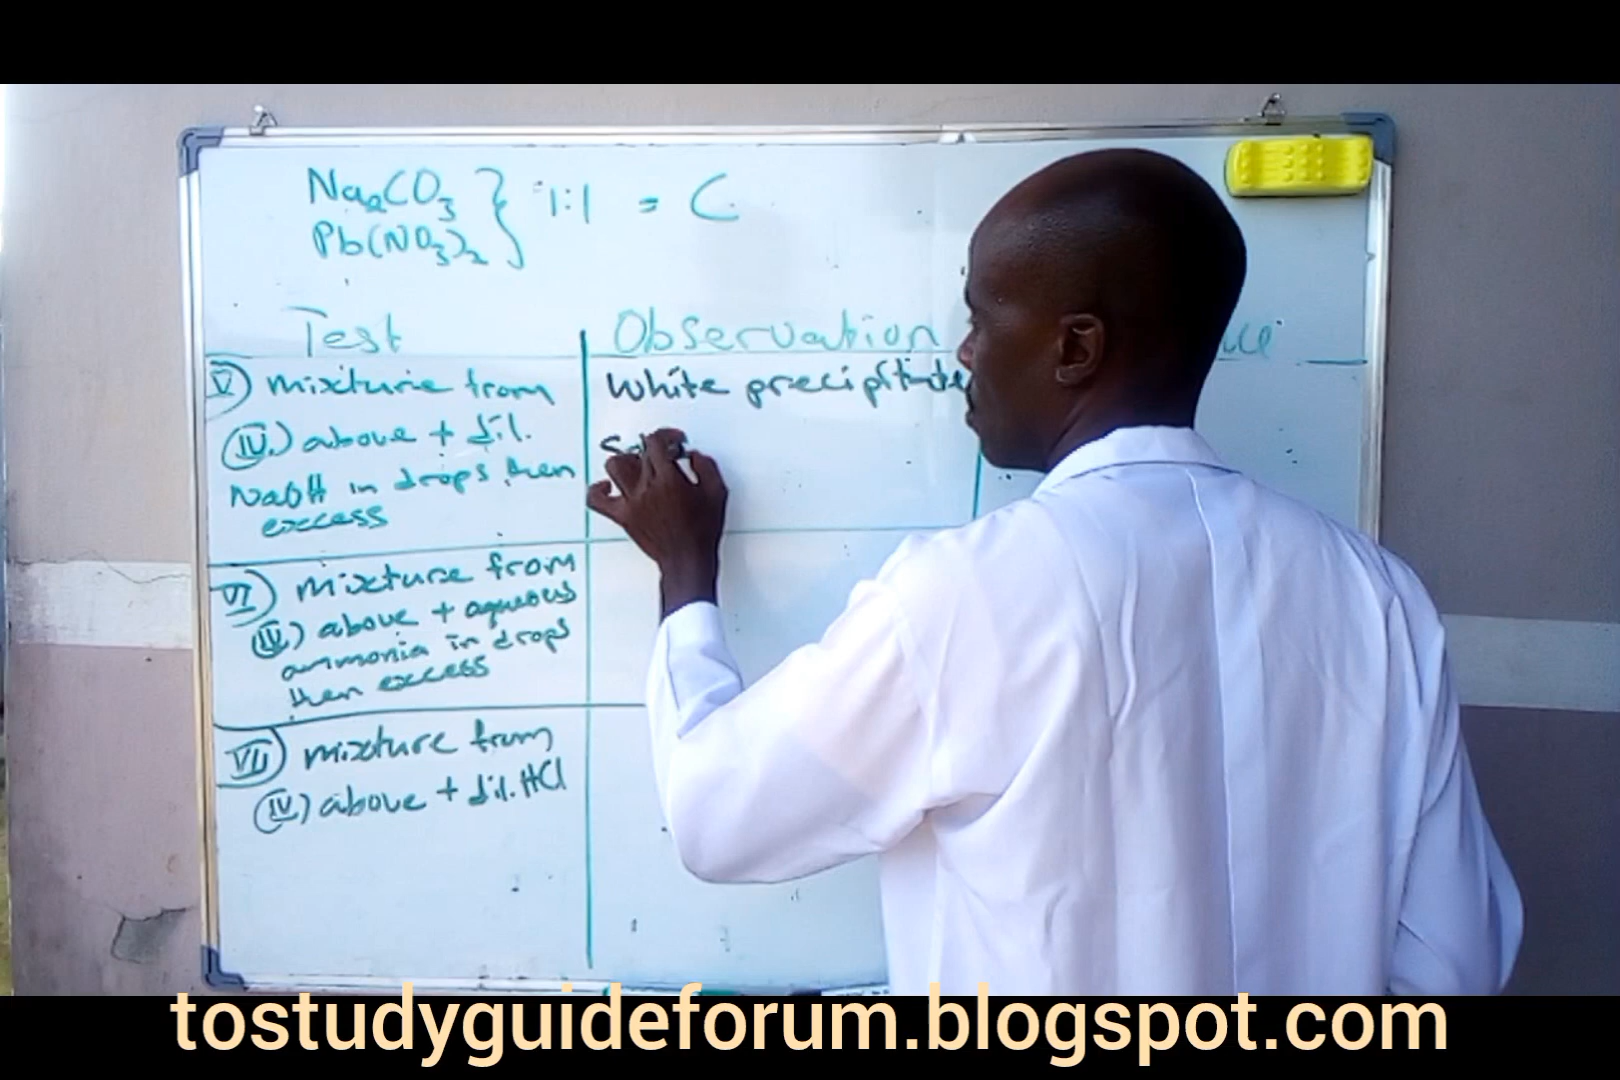 Na2CO3 } 1:1 = C
Pb(NO3)2
Test Observation
V) mixture from White precipitate
(IV.) above + dil.
NaOH in drops then
excess
VI) mixture from
(IV) above + aqueous
ammonia in drops
then excess
VII) mixture from
(IV) above + dil. HCl
tostudyguideforum.blogspot.com